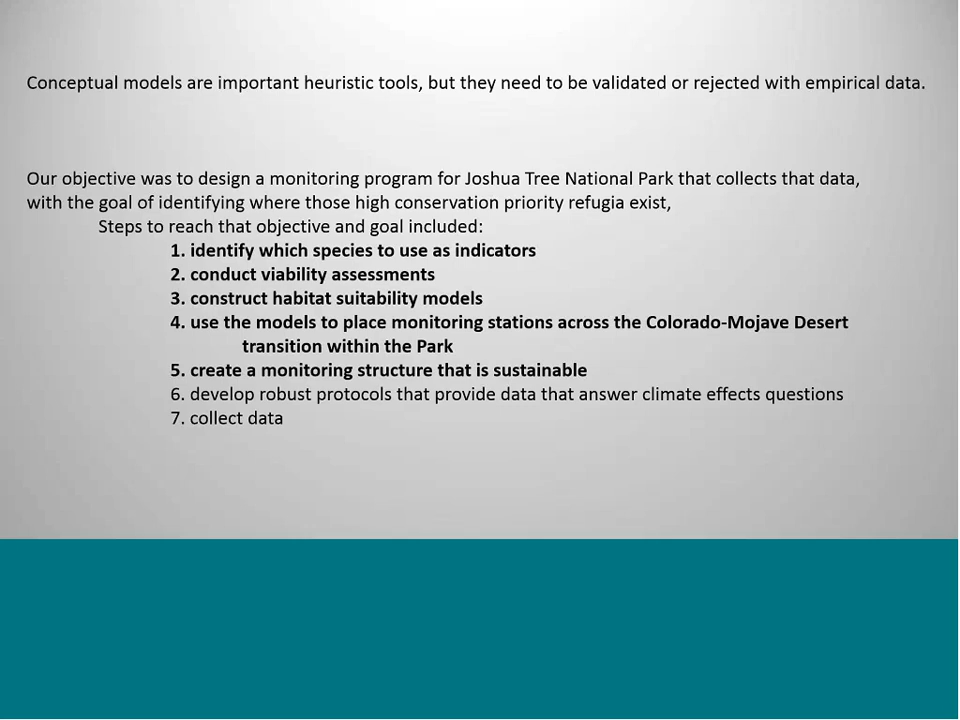 Conceptual models are important heuristic tools, but they need to be validated or rejected with empirical data.
Our objective was to design a monitoring program for Joshua Tree National Park that collects that data,
with the goal of identifying where those high conservation priority refugia exist,
Steps to reach that objective and goal included:
1. identify which species to use as indicators
2. conduct viability assessments
3. construct habitat suitability models
4. use the models to place monitoring stations across the Colorado-Mojave Desert
transition within the Park
5. create a monitoring structure that is sustainable
6. develop robust protocols that provide data that answer climate effects questions
7. collect data